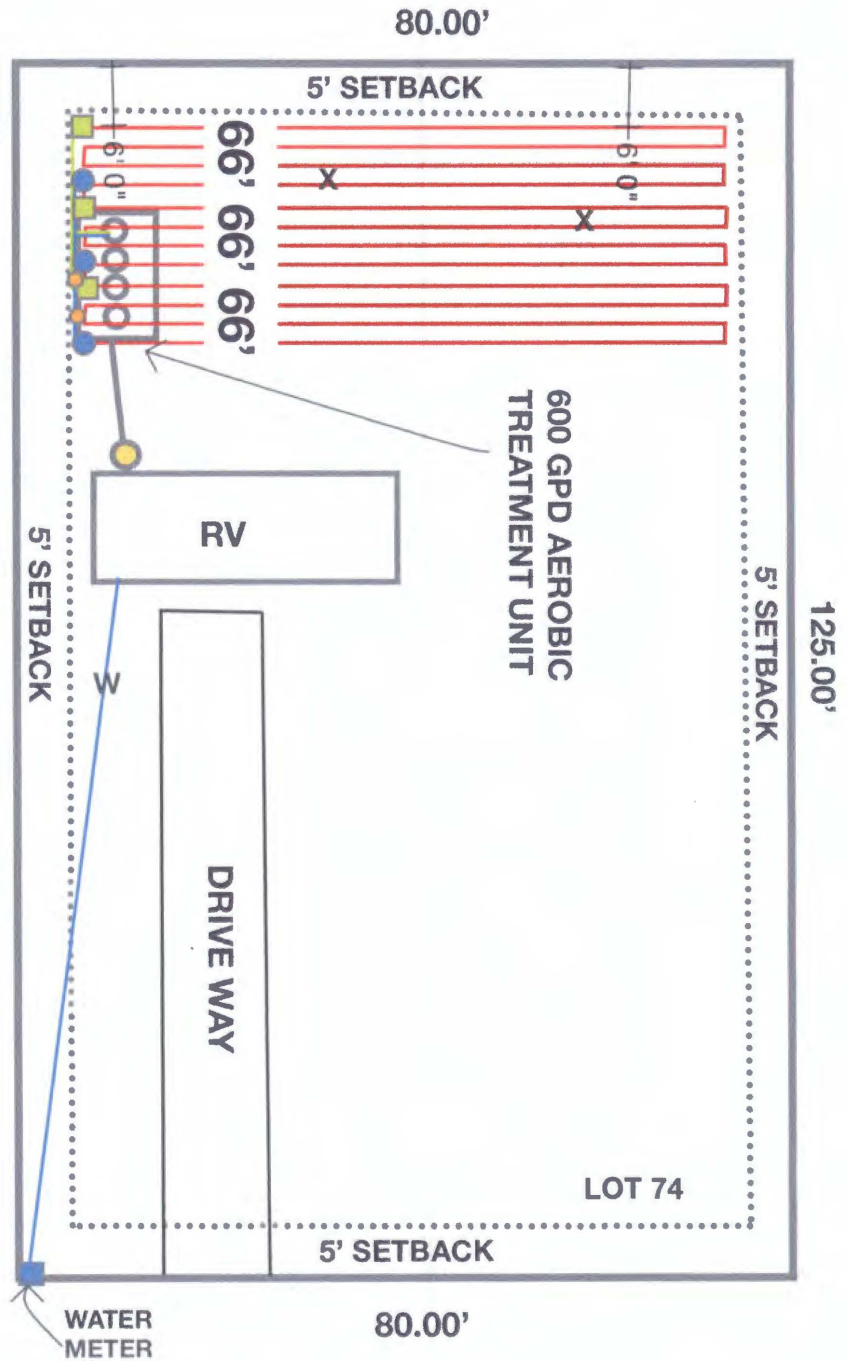 80.00'
5' SETBACK
6' 0"
6' 0"
66'
66'
66'
X
X
600 GPD AEROBIC
TREATMENT UNIT
RV
5' SETBACK
5' SETBACK
125.00'
W
DRIVE WAY
LOT 74
5' SETBACK
WATER
METER
80.00'